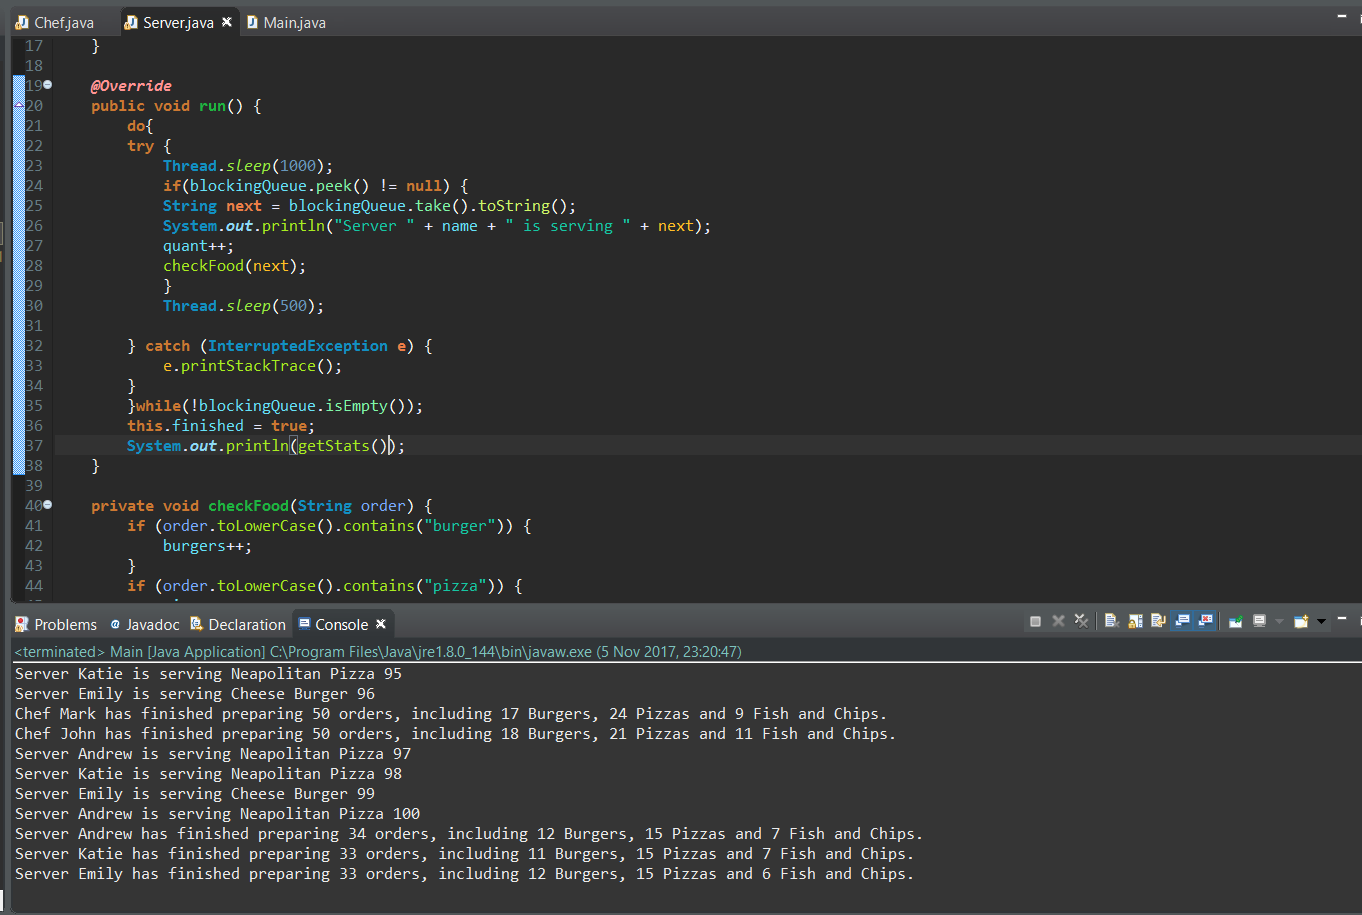 Chef.java Server.java Main.java
17 }
18
19 @Override
20 public void run() {
21 do{
22 try {
23 Thread.sleep(1000);
24 if(blockingQueue.peek() != null) {
25 String next = blockingQueue.take().toString();
26 System.out.println("Server " + name + " is serving " + next);
27 quant++;
28 checkFood(next);
29 }
30 Thread.sleep(500);
31
32 } catch (InterruptedException e) {
33 e.printStackTrace();
34 }
35 }while(!blockingQueue.isEmpty());
36 this.finished = true;
37 System.out.println(getStats());
38 }
39
40 private void checkFood(String order) {
41 if (order.toLowerCase().contains("burger")) {
42 burgers++;
43 }
44 if (order.toLowerCase().contains("pizza")) {
Problems Javadoc Declaration Console
<terminated> Main [Java Application] C:\Program Files\Java\jre1.8.0_144\bin\javaw.exe (5 Nov 2017, 23:20:47)
Server Katie is serving Neapolitan Pizza 95
Server Emily is serving Cheese Burger 96
Chef Mark has finished preparing 50 orders, including 17 Burgers, 24 Pizzas and 9 Fish and Chips.
Chef John has finished preparing 50 orders, including 18 Burgers, 21 Pizzas and 11 Fish and Chips.
Server Andrew is serving Neapolitan Pizza 97
Server Katie is serving Neapolitan Pizza 98
Server Emily is serving Cheese Burger 99
Server Andrew is serving Neapolitan Pizza 100
Server Andrew has finished preparing 34 orders, including 12 Burgers, 15 Pizzas and 7 Fish and Chips.
Server Katie has finished preparing 33 orders, including 11 Burgers, 15 Pizzas and 7 Fish and Chips.
Server Emily has finished preparing 33 orders, including 12 Burgers, 15 Pizzas and 6 Fish and Chips.